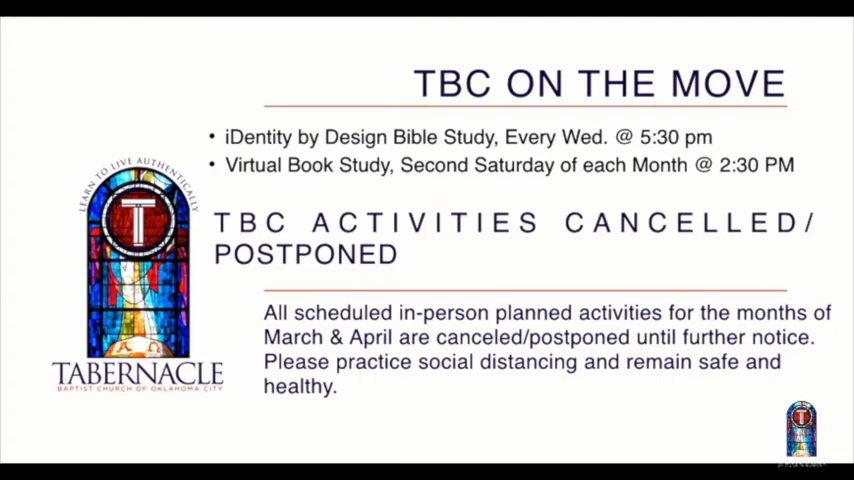 TBC ON THE MOVE
• iDentity by Design Bible Study, Every Wed. @ 5:30 pm
• Virtual Book Study, Second Saturday of each Month @ 2:30 PM
TBC ACTIVITIES CANCELLED/
POSTPONED
All scheduled in-person planned activities for the months of
March & April are canceled/postponed until further notice.
Please practice social distancing and remain safe and
healthy.
LEARN TO LIVE AUTHENTICALLY
T
TABERNACLE
BAPTIST CHURCH OF OKLAHOMA CITY
T